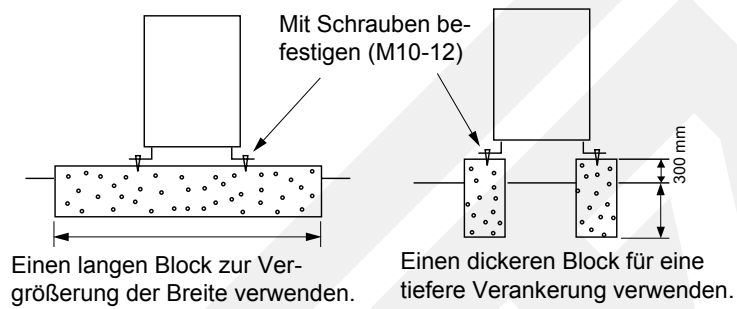 Mit Schrauben be-
festigen (M10-12)
300 mm
Einen langen Block zur Ver-
größerung der Breite verwenden.
Einen dickeren Block für eine
tiefere Verankerung verwenden.